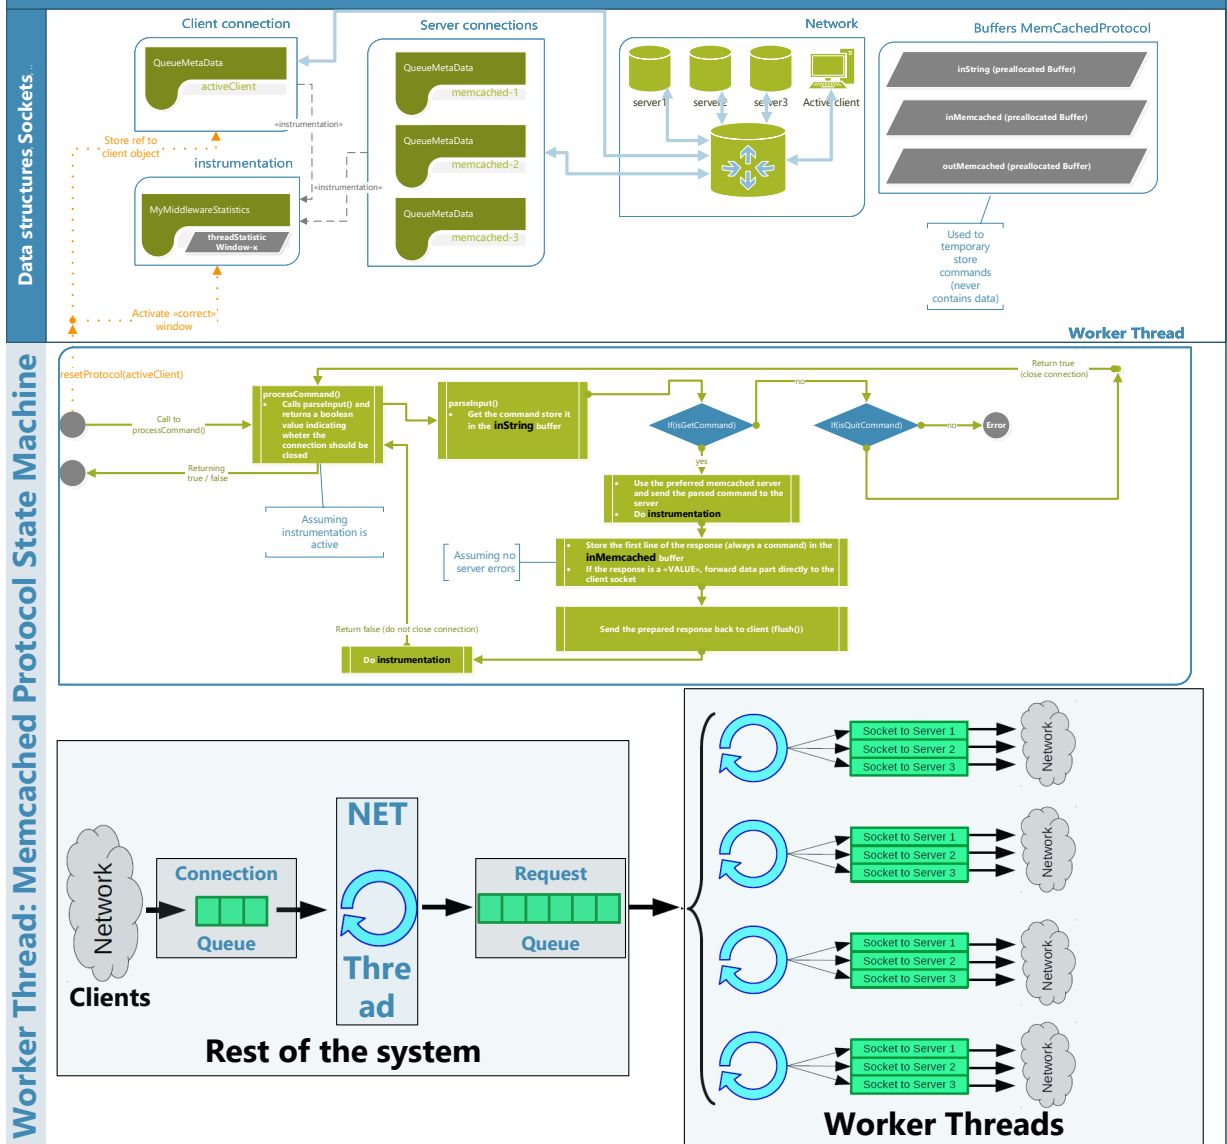 Data structures, Sockets...
Client connection
QueueMetaData
activeClient
«instrumentation»
Store ref to
client object
instrumentation
MyMiddlewareStatistics
threadStatistic
Window-x
«instrumentation»
Activate «correct»
window
Server connections
QueueMetaData
memcached-1
QueueMetaData
memcached-2
QueueMetaData
memcached-3
Network
server1
server2
server3
Active client
Buffers MemCachedProtocol
inString (preallocated Buffer)
inMemcached (preallocated Buffer)
outMemcached (preallocated Buffer)
Used to
temporary
store
commands
(never
contains data)
Worker Thread
Worker Thread: Memcached Protocol State Machine
resetProtocol(activeClient)
Call to
processCommand()
Returning
true / false
processCommand()
• Calls parseInput() and
returns a boolean
value indicating
wheter the
connection should be
closed
Assuming
instrumentation is
active
parseInput()
• Get the command store it
in the inString buffer
If(isGetCommand)
no
yes
If(isQuitCommand)
no
Error
Return true
(close connection)
• Use the preferred memcached server
and send the parsed command to the
server
• Do instrumentation
Assuming no
server errors
• Store the first line of the response (always a command) in the
inMemcached buffer
• If the response is a «VALUE», forward data part directly to the
client socket
Send the prepared response back to client (flush())
Return false (do not close connection)
Do instrumentation
Network
Clients
Connection
Queue
NET
Thre
ad
Request
Queue
Rest of the system
Socket to Server 1
Socket to Server 2
Socket to Server 3
Network
Socket to Server 1
Socket to Server 2
Socket to Server 3
Network
Socket to Server 1
Socket to Server 2
Socket to Server 3
Network
Socket to Server 1
Socket to Server 2
Socket to Server 3
Network
Worker Threads